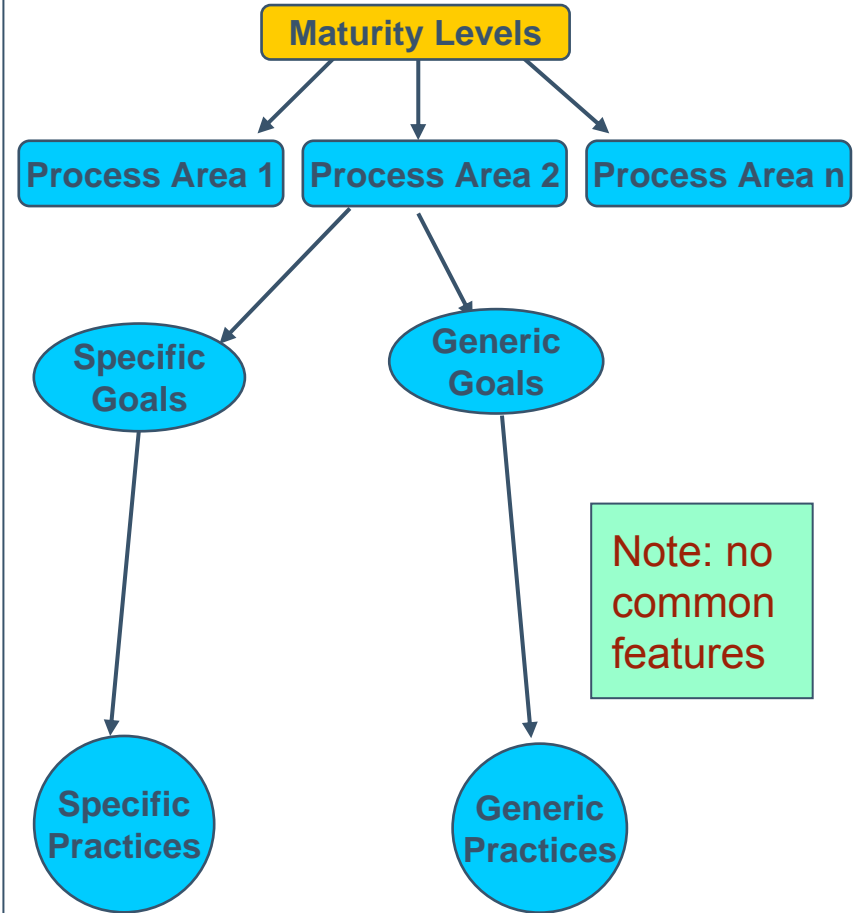 Maturity Levels
Process Area 1
Process Area 2
Process Area n
Specific
Goals
Generic
Goals
Note: no
common
features
Specific
Practices
Generic
Practices